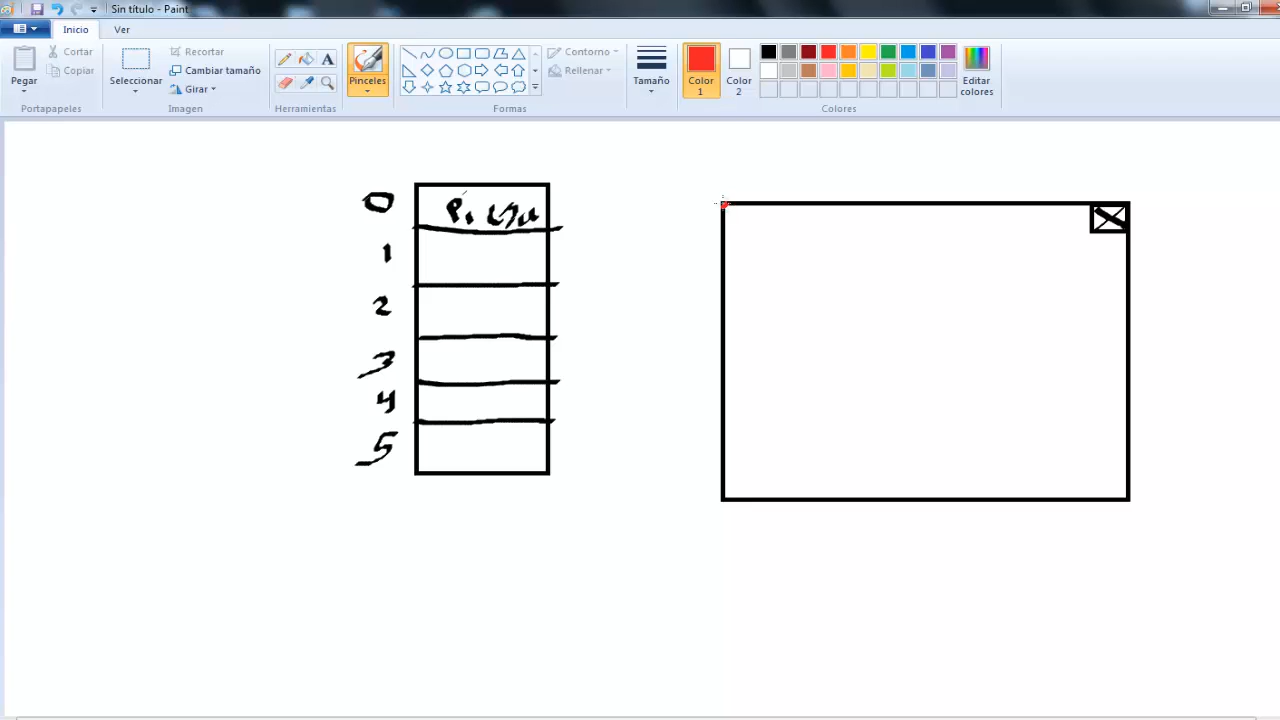 Sin título - Paint
Inicio Ver
Pegar
Cortar
Copiar
Portapapeles
Seleccionar
Recortar
Cambiar tamaño
Girar
Imagen
A
Herramientas
Pinceles
Contorno
Rellenar
Formas
Tamaño
Color
1
Color
2
Editar
colores
Colores
0
1
2
3
4
5